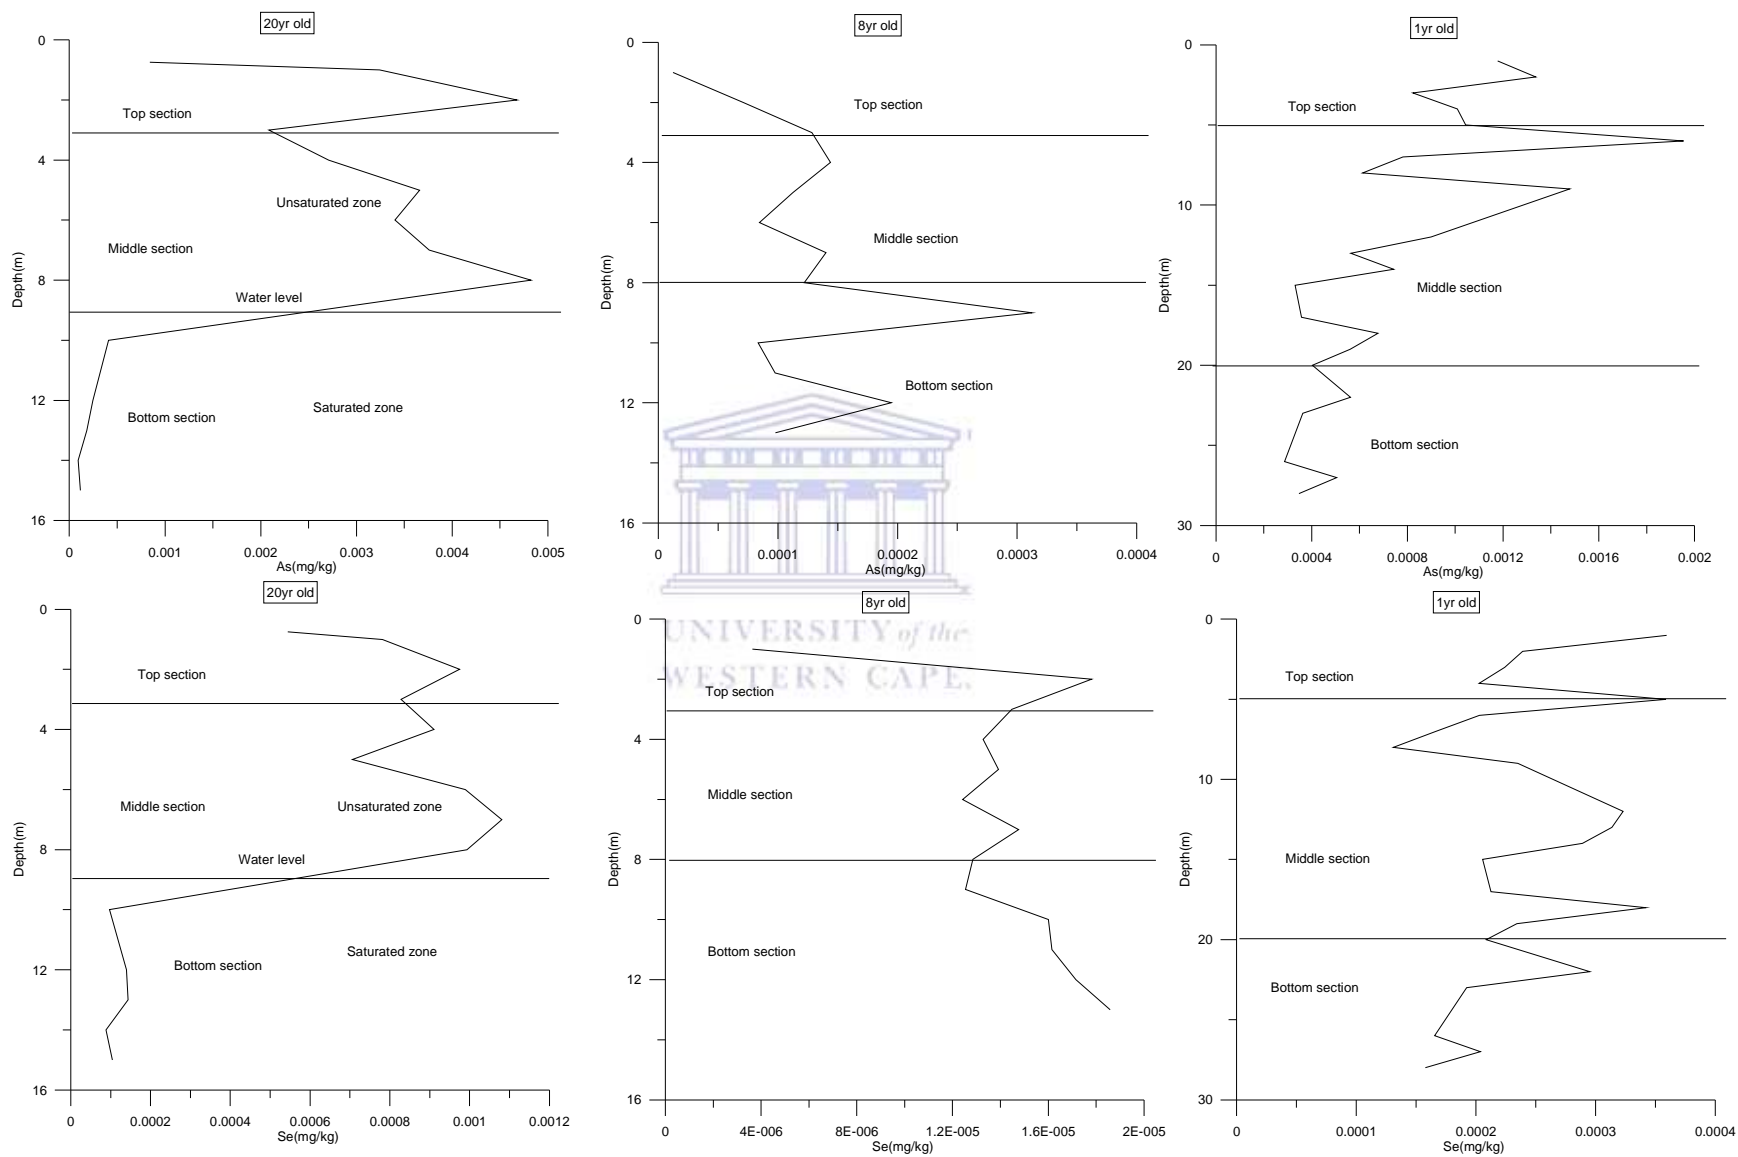 20yr old
0
4
8
12
16
Depth(m)
Top section
Unsaturated zone
Middle section
Water level
Bottom section
Saturated zone
0 0.001 0.002 0.003 0.004 0.005
As(mg/kg)
8yr old
0
4
8
12
16
Depth(m)
Top section
Middle section
Bottom section
0 0.0001 0.0002 0.0003 0.0004
As(mg/kg)
1yr old
0
10
20
30
Depth(m)
Top section
Middle section
Bottom section
0 0.0004 0.0008 0.0012 0.0016 0.002
As(mg/kg)
UNIVERSITY of the
WESTERN CAPE
20yr old
0
4
8
12
16
Depth(m)
Top section
Middle section Unsaturated zone
Water level
Saturated zone
Bottom section
0 0.0002 0.0004 0.0006 0.0008 0.001 0.0012
Se(mg/kg)
8yr old
0
4
8
12
16
Depth(m)
Top section
Middle section
Bottom section
0 4E-006 8E-006 1.2E-005 1.6E-005 2E-005
Se(mg/kg)
1yr old
0
10
20
30
Depth(m)
Top section
Middle section
Bottom section
0 0.0001 0.0002 0.0003 0.0004
Se(mg/kg)